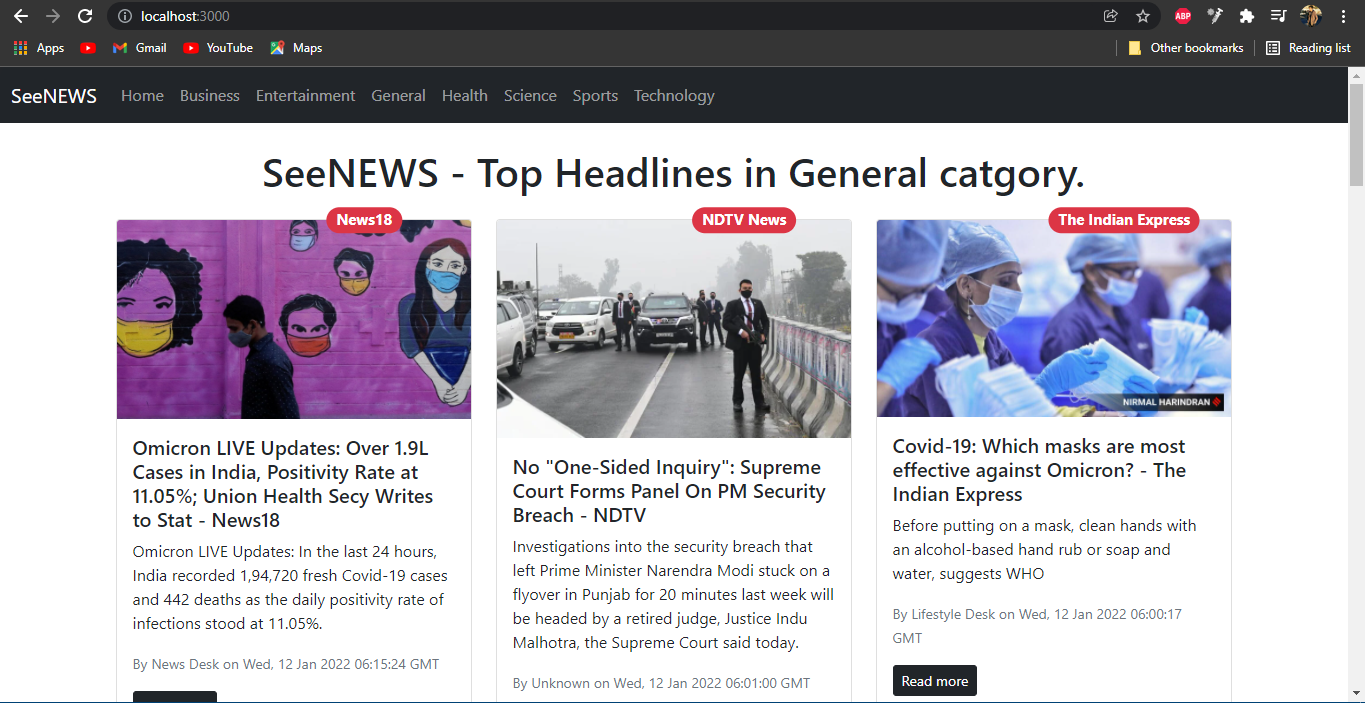 localhost:3000
Apps
Gmail
YouTube
Maps
Other bookmarks
Reading list
ABP
SeeNEWS Home Business Entertainment General Health Science Sports Technology
SeeNEWS - Top Headlines in General catgory.
News18
Omicron LIVE Updates: Over 1.9L
Cases in India, Positivity Rate at
11.05%; Union Health Secy Writes
to Stat - News18
Omicron LIVE Updates: In the last 24 hours,
India recorded 1,94,720 fresh Covid-19 cases
and 442 deaths as the daily positivity rate of
infections stood at 11.05%.
By News Desk on Wed, 12 Jan 2022 06:15:24 GMT
NDTV News
No "One-Sided Inquiry": Supreme
Court Forms Panel On PM Security
Breach - NDTV
Investigations into the security breach that
left Prime Minister Narendra Modi stuck on a
flyover in Punjab for 20 minutes last week will
be headed by a retired judge, Justice Indu
Malhotra, the Supreme Court said today.
By Unknown on Wed, 12 Jan 2022 06:01:00 GMT
The Indian Express
NIRMAL HARINDRAN
Covid-19: Which masks are most
effective against Omicron? - The
Indian Express
Before putting on a mask, clean hands with
an alcohol-based hand rub or soap and
water, suggests WHO
By Lifestyle Desk on Wed, 12 Jan 2022 06:00:17
GMT
Read more